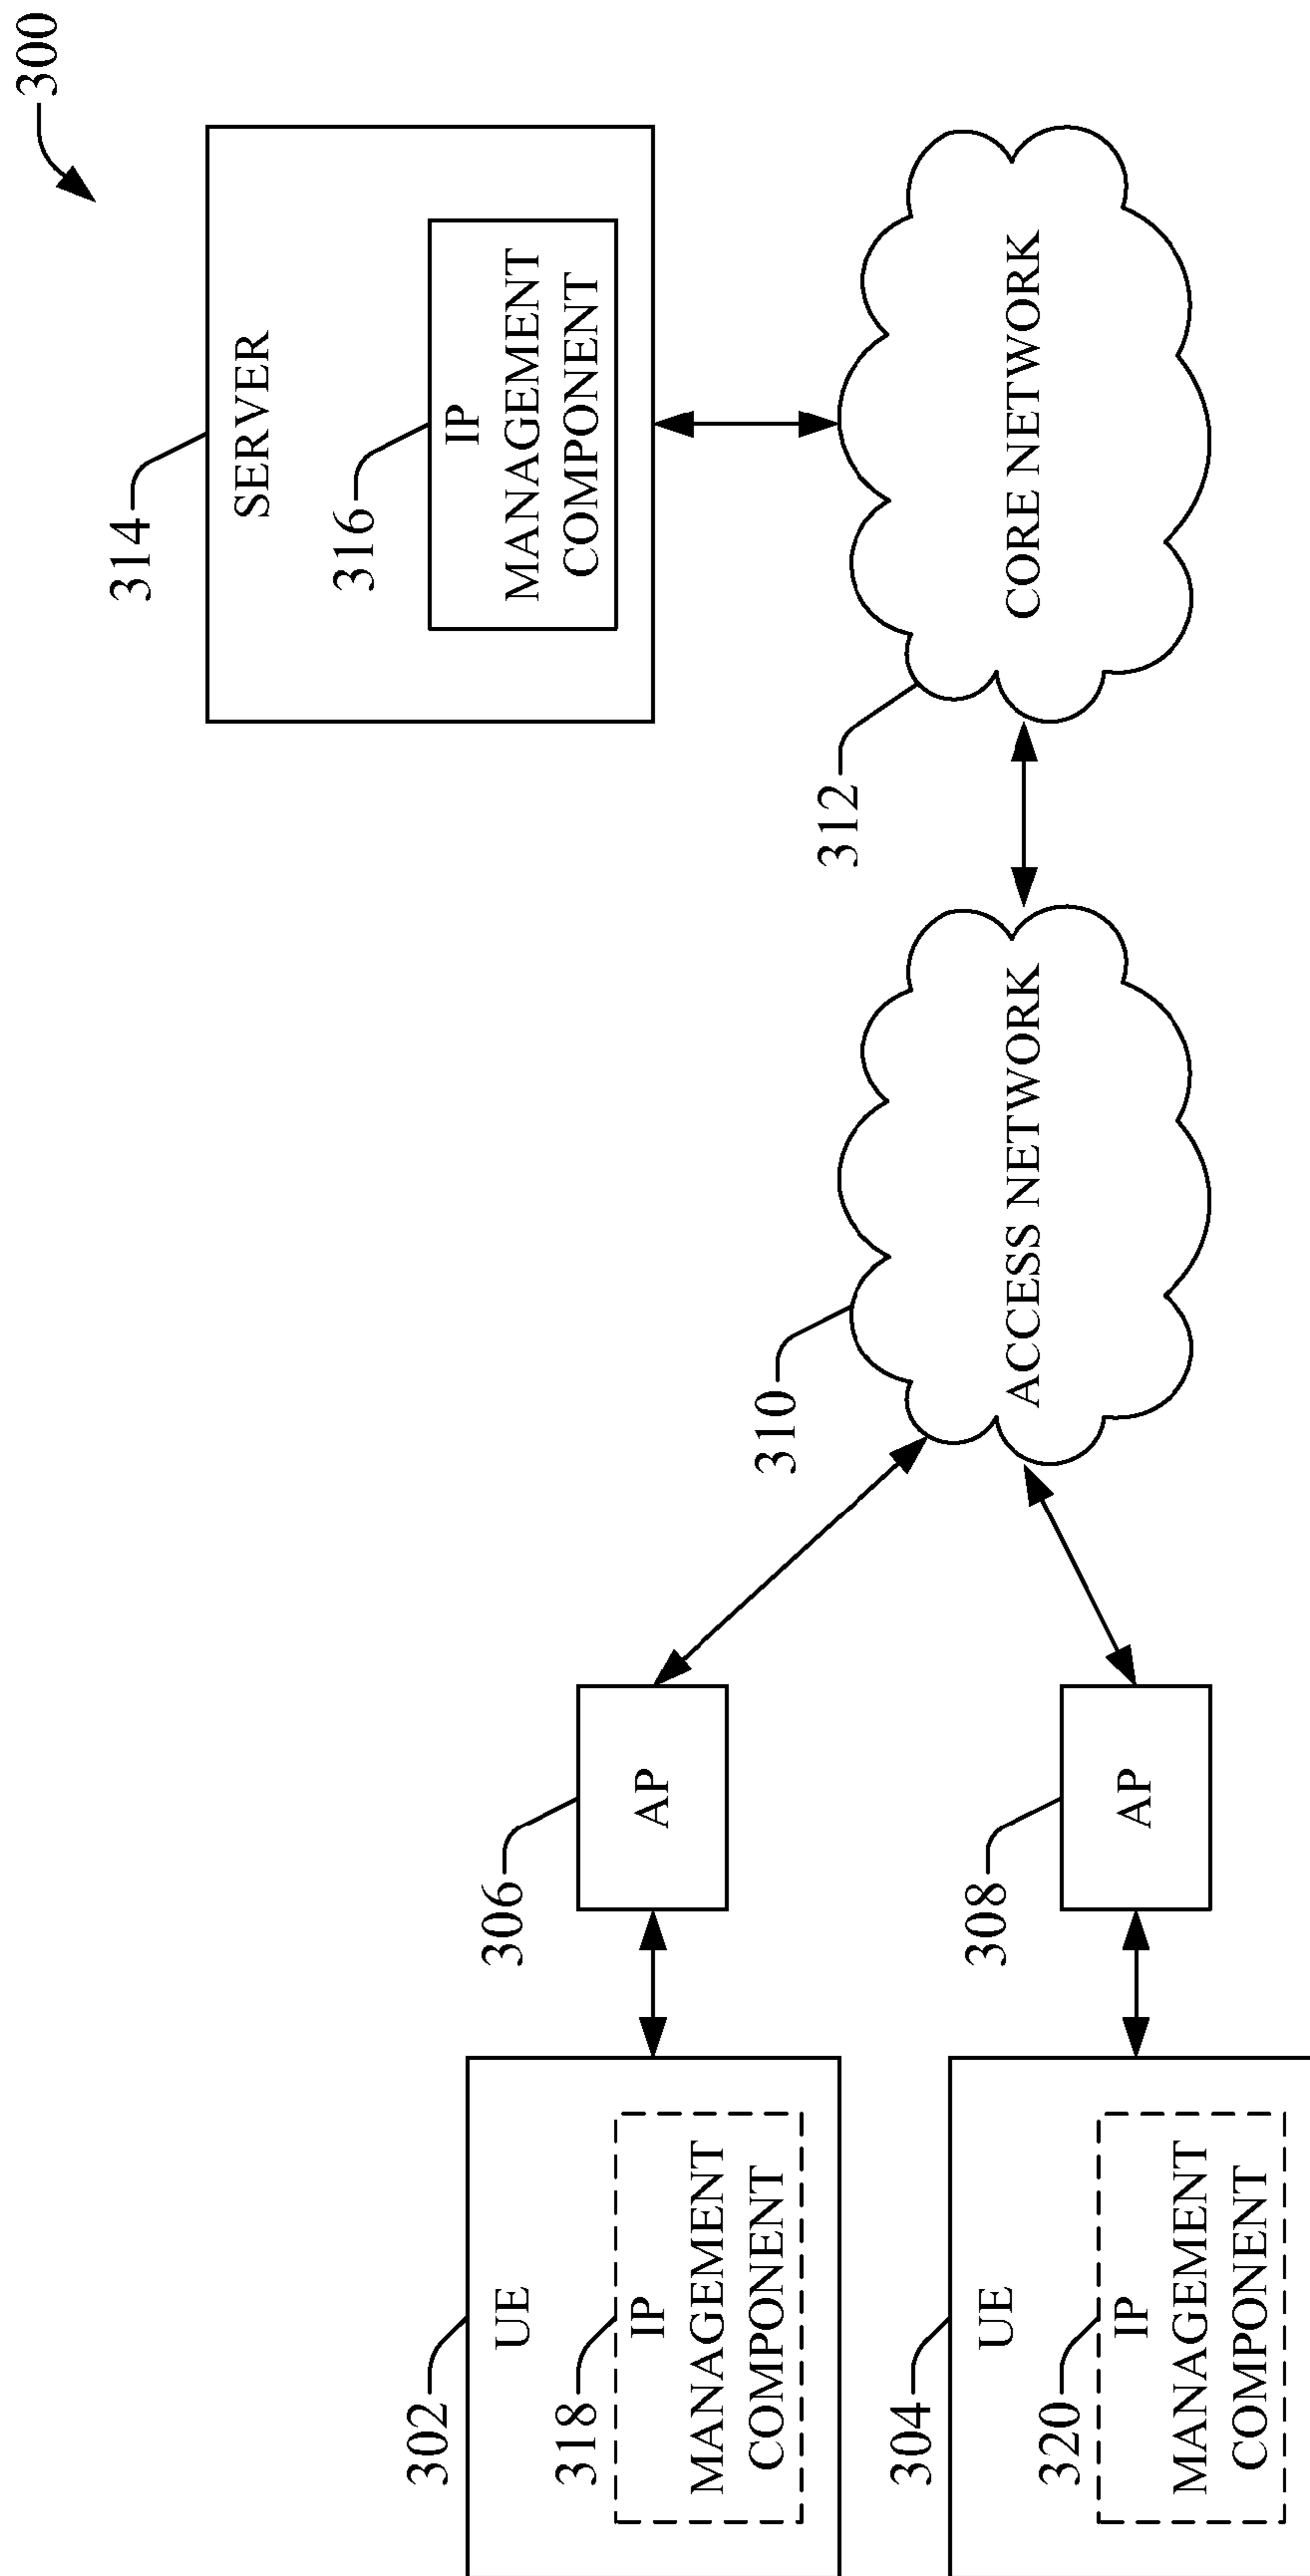 300
314
SERVER
316
IP
MANAGEMENT
COMPONENT
302
UE
318
IP
MANAGEMENT
COMPONENT
306
AP
310
ACCESS NETWORK
312
CORE NETWORK
304
UE
320
IP
MANAGEMENT
COMPONENT
308
AP